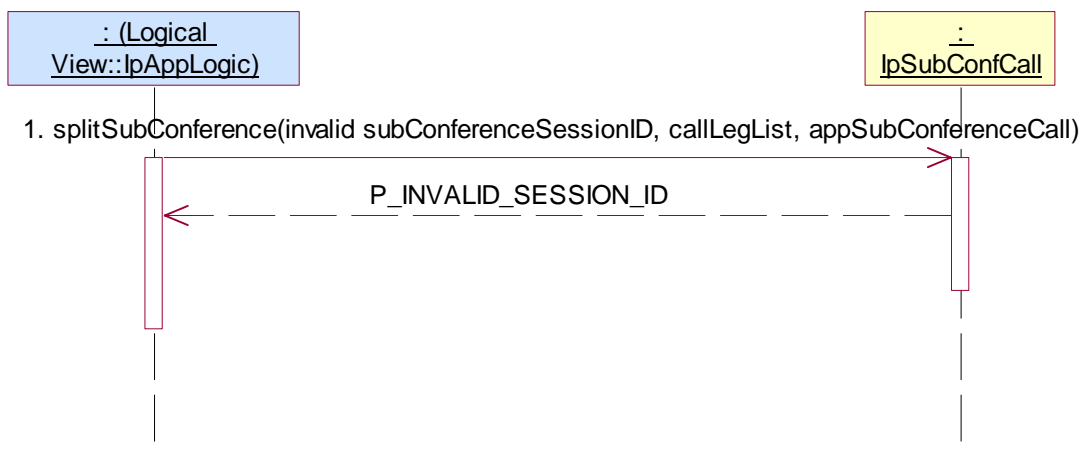 : (Logical
View::IpAppLogic)
:
IpSubConfCall
1. splitSubConference(invalid subConferenceSessionID, callLegList, appSubConferenceCall)
P_INVALID_SESSION_ID